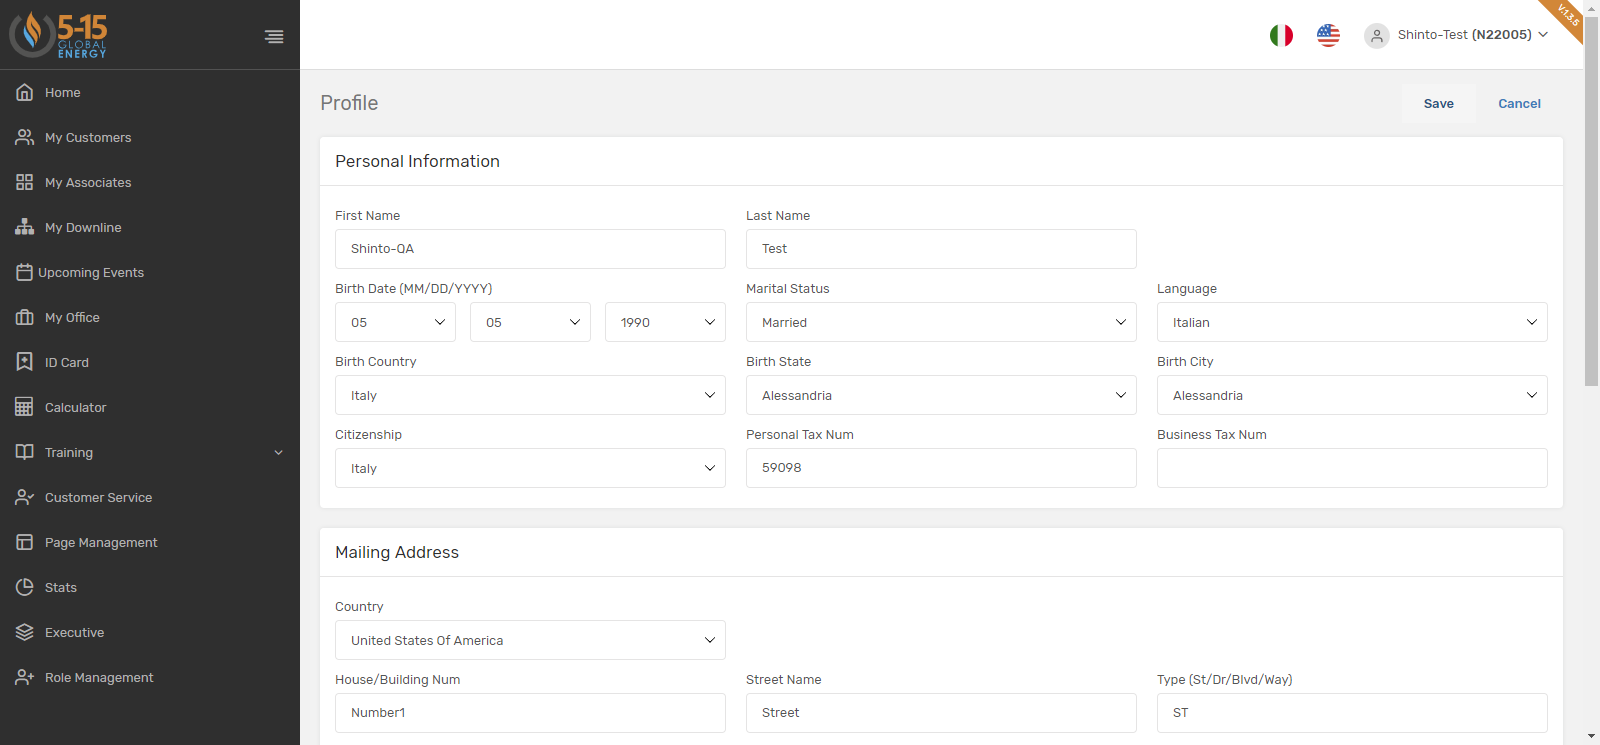 5-15
GLOBAL
ENERGY
Home
My Customers
My Associates
My Downline
Upcoming Events
My Office
ID Card
Calculator
Training
Customer Service
Page Management
Stats
Executive
Role Management
Shinto-Test (N22005)
V.1.3.5
Profile
Save Cancel
Personal Information
First Name Last Name
Shinto-QA Test
Birth Date (MM/DD/YYYY) Marital Status Language
05 05 1990 Married Italian
Birth Country Birth State Birth City
Italy Alessandria Alessandria
Citizenship Personal Tax Num Business Tax Num
Italy 59098
Mailing Address
Country
United States Of America
House/Building Num Street Name Type (St/Dr/Blvd/Way)
Number1 Street ST